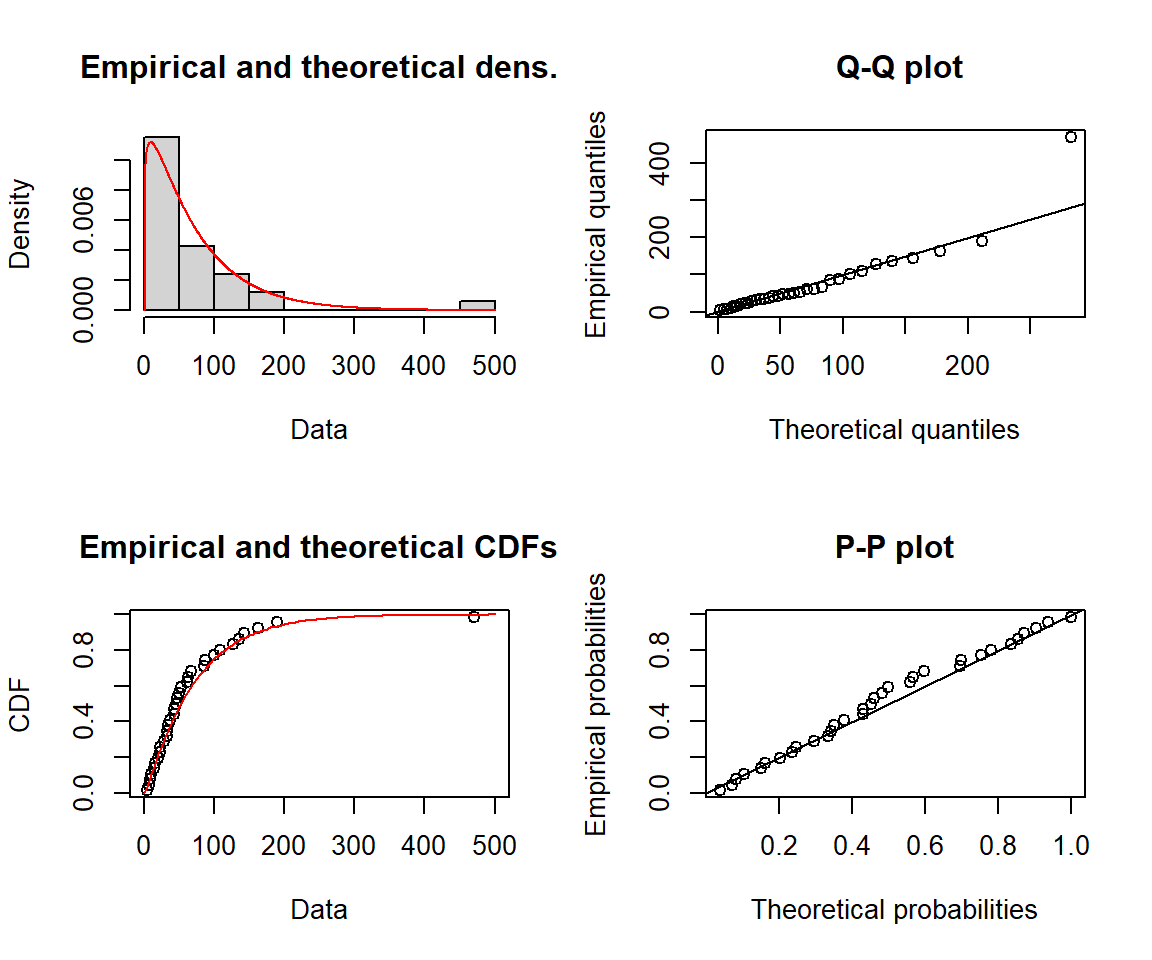 Empirical and theoretical dens.
Density
0.000 0.006
0 100 200 300 400 500
Data
Q-Q plot
Empirical quantiles
0 200 400
0 50 100 200
Theoretical quantiles
Empirical and theoretical CDFs
CDF
0.0 0.4 0.8
0 100 200 300 400 500
Data
P-P plot
Empirical probabilities
0.0 0.4 0.8
0.2 0.4 0.6 0.8 1.0
Theoretical probabilities